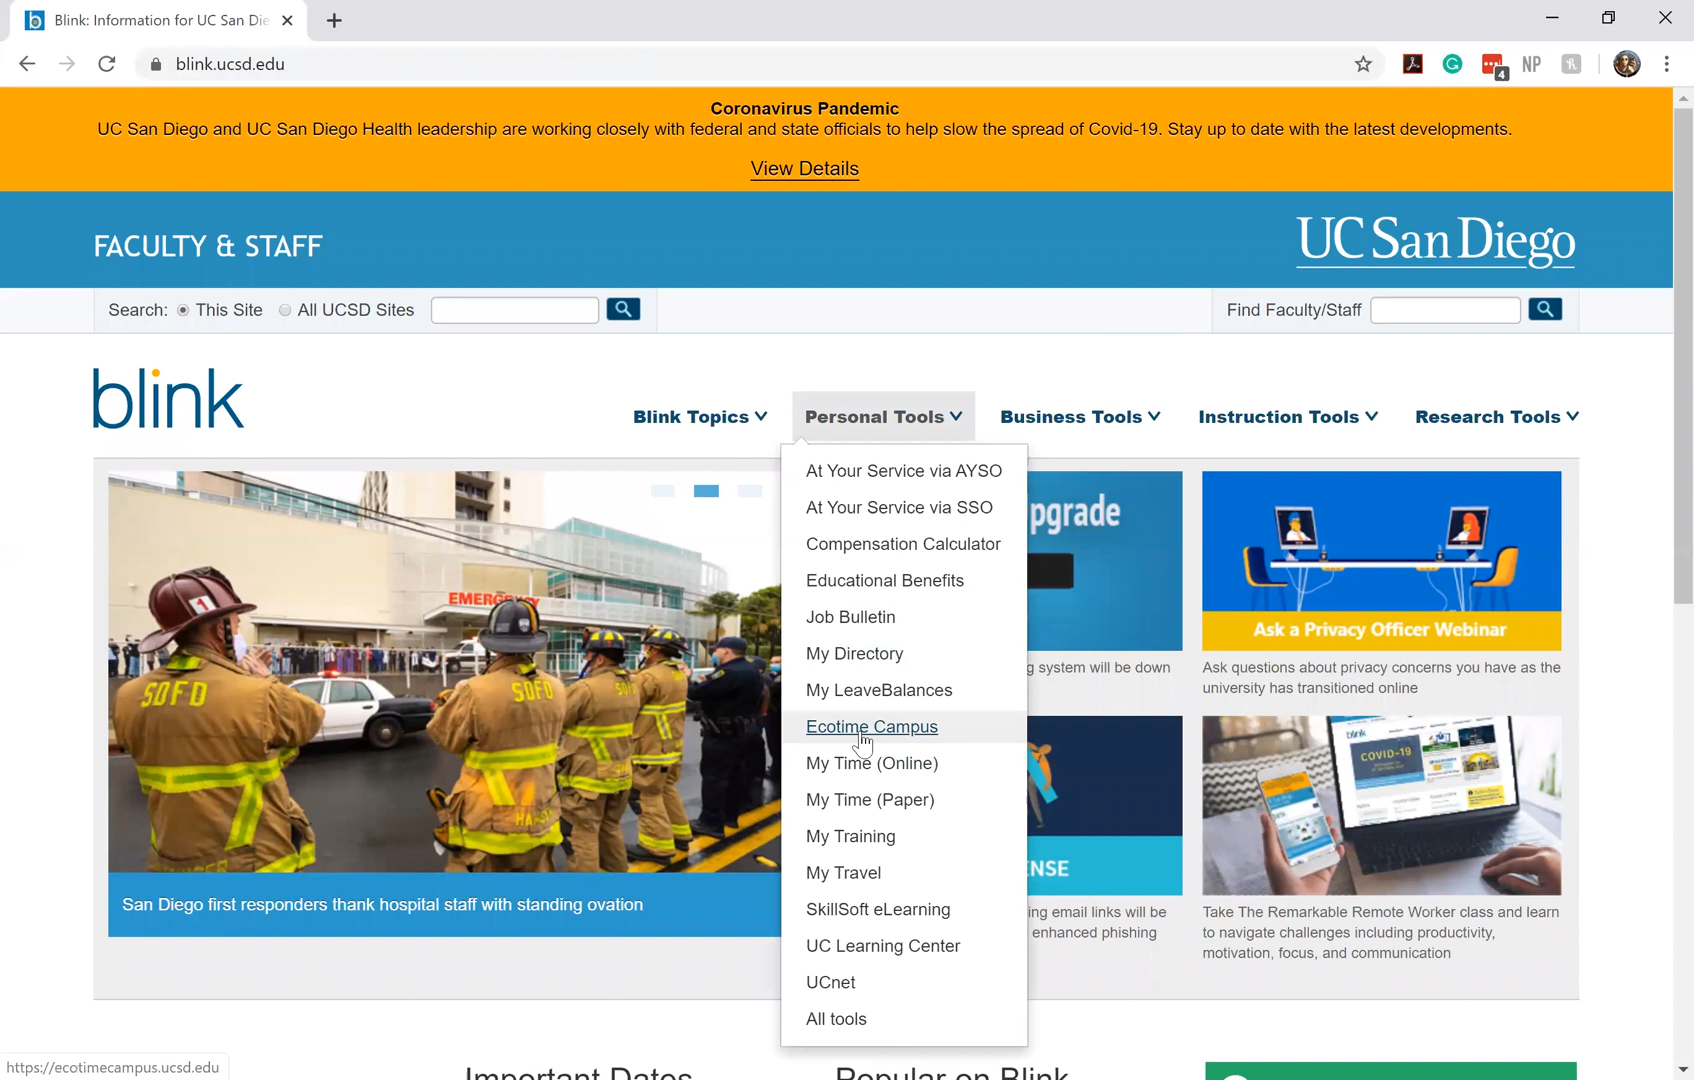 Blink: Information for UC San Die
blink.ucsd.edu
4
NP
Coronavirus Pandemic
UC San Diego and UC San Diego Health leadership are working closely with federal and state officials to help slow the spread of Covid-19. Stay up to date with the latest developments.
View Details
FACULTY & STAFF
UC San Diego
Search: This Site All UCSD Sites
Find Faculty/Staff
blink
Blink Topics
Personal Tools
Business Tools
Instruction Tools
Research Tools
At Your Service via AYSO
At Your Service via SSO
Compensation Calculator
Educational Benefits
Job Bulletin
My Directory
My LeaveBalances
Ecotime Campus
My Time (Online)
My Time (Paper)
My Training
My Travel
SkillSoft eLearning
UC Learning Center
UCnet
All tools
EMERGENCY
1
SDFD
SDFD
San Diego first responders thank hospital staff with standing ovation
pgrade
g system will be down
Ask a Privacy Officer Webinar
Ask questions about privacy concerns you have as the
university has transitioned online
ENSE
ing email links will be
enhanced phishing
blink
COVID-19
Take The Remarkable Remote Worker class and learn
to navigate challenges including productivity,
motivation, focus, and communication
Important Dates
Popular on Blink
https://ecotimecampus.ucsd.edu